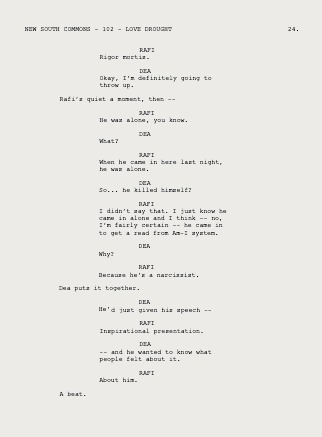 NEW SOUTH COMMONS - 102 - LOVE DROUGHT 24.
RAFI
Rigor mortis.
DEA
Okay, I'm definitely going to
throw up.
Rafi's quiet a moment, then --
RAFI
He was alone, you know.
DEA
What?
RAFI
When he came in here last night,
he was alone.
DEA
So... he killed himself?
RAFI
I didn't say that. I just know he
came in alone and I think -- no,
I'm fairly certain -- he came in
to get a read from Am-I system.
DEA
Why?
RAFI
Because he's a narcissist.
Dea puts it together.
DEA
He'd just given his speech --
RAFI
Inspirational presentation.
DEA
-- and he wanted to know what
people felt about it.
RAFI
About him.
A beat.